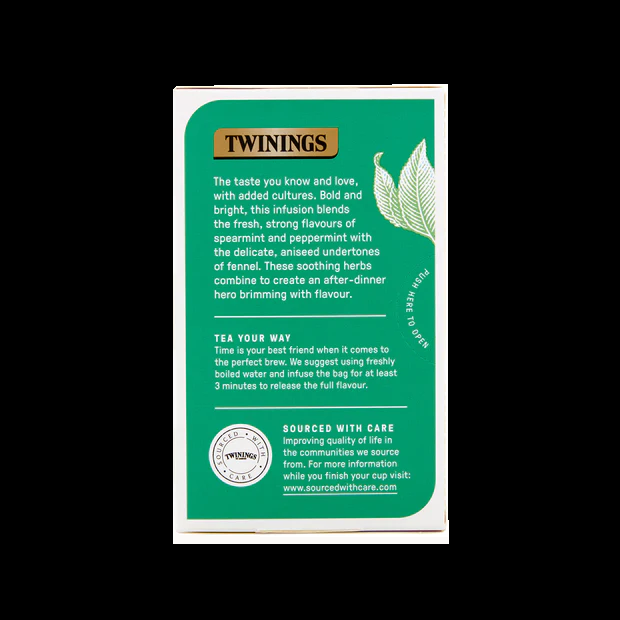 TWININGS
The taste you know and love,
with added cultures. Bold and
bright, this infusion blends
the fresh, strong flavours of
spearmint and peppermint with
the delicate, aniseed undertones
of fennel. These soothing herbs
combine to create an after-dinner
hero brimming with flavour.
PUSH HERE TO OPEN
TEA YOUR WAY
Time is your best friend when it comes to
the perfect brew. We suggest using freshly
boiled water and infuse the bag for at least
3 minutes to release the full flavour.
SOURCED • WITH • CARE •
TWININGS
SOURCED WITH CARE
Improving quality of life in
the communities we source
from. For more information
while you finish your cup visit:
www.sourcedwithcare.com